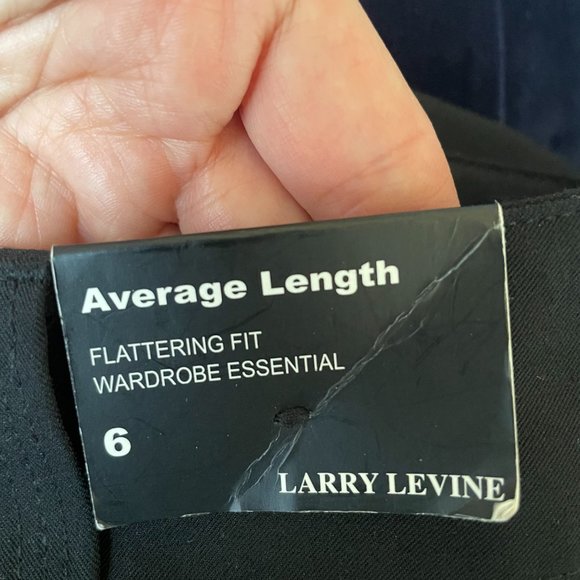 Average Length
FLATTERING FIT
WARDROBE ESSENTIAL
6
LARRY LEVINE